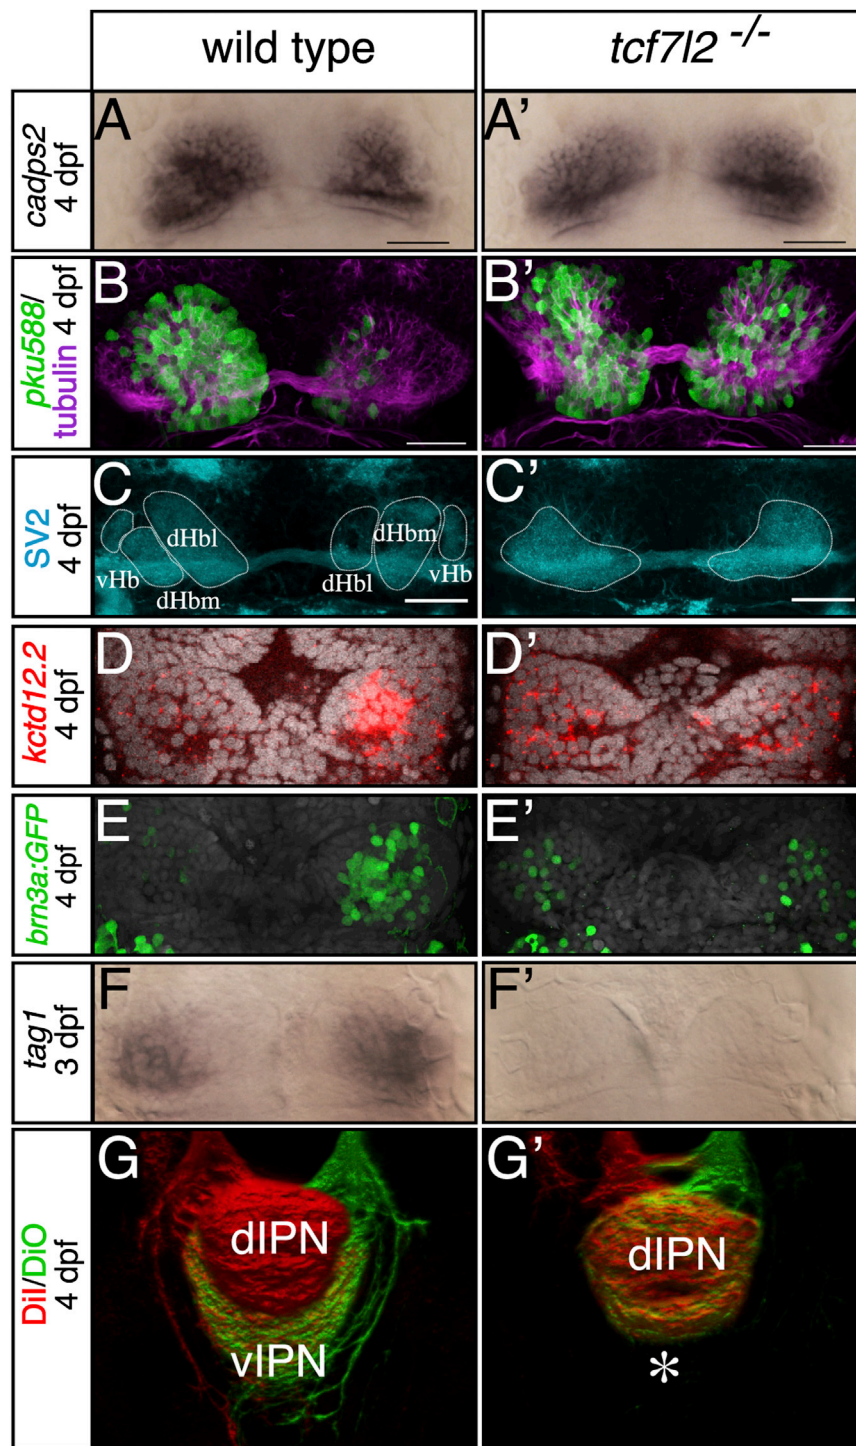 wild type
tcf7l2 -/-
cadps2
4 dpf
A
A'
pku588/
tubulin 4 dpf
B
B'
SV2
4 dpf
C
dHbl
dHbm
vHb
dHbm
dHbl
vHb
C'
kctd12.2
4 dpf
D
D'
brn3a:GFP
4 dpf
E
E'
tag1
3 dpf
F
F'
DiI/DiO
4 dpf
G
dIPN
vIPN
G'
dIPN
*